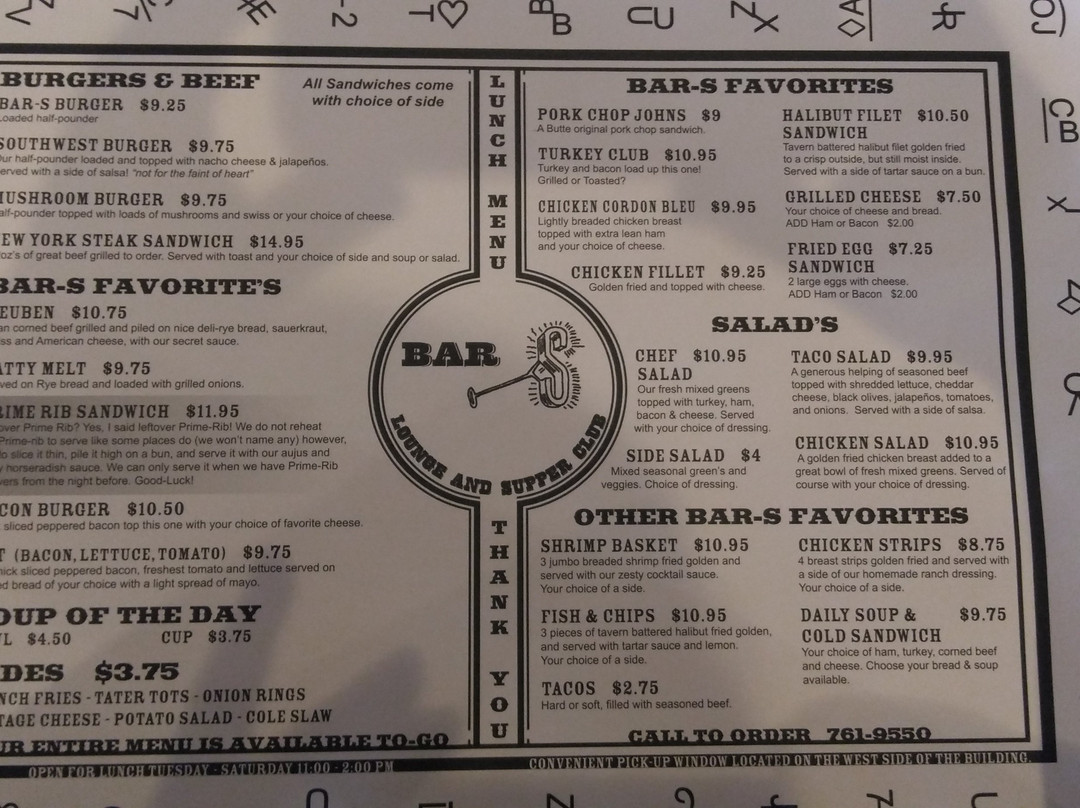 BURGERS & BEEF
All Sandwiches come
with choice of side
BAR-S BURGER $9.25
Loaded half-pounder
SOUTHWEST BURGER $9.75
ur half-pounder loaded and topped with nacho cheese & jalapeños.
erved with a side of salsa! "not for the faint of heart"
MUSHROOM BURGER $9.75
alf-pounder topped with loads of mushrooms and swiss or your choice of cheese.
EW YORK STEAK SANDWICH $14.95
oz's of great beef grilled to order. Served with toast and your choice of side and soup or salad.
BAR-S FAVORITE'S
EUBEN $10.75
an corned beef grilled and piled on nice deli-rye bread, sauerkraut,
ss and American cheese, with our secret sauce.
ATTY MELT $9.75
ved on Rye bread and loaded with grilled onions.
RIME RIB SANDWICH $11.95
over Prime Rib? Yes, I said leftover Prime-Rib! We do not reheat
Prime-rib to serve like some places do (we won't name any) however,
o slice it thin, pile it high on a bun, and serve it with our aujus and
y horseradish sauce. We can only serve it when we have Prime-Rib
vers from the night before. Good-Luck!
CON BURGER $10.50
sliced peppered bacon top this one with your choice of favorite cheese.
T (BACON, LETTUCE, TOMATO) $9.75
ick sliced peppered bacon, freshest tomato and lettuce served on
d bread of your choice with a light spread of mayo.
OUP OF THE DAY
L $4.50 CUP $3.75
DES $3.75
NCH FRIES - TATER TOTS - ONION RINGS
TAGE CHEESE - POTATO SALAD - COLE SLAW
UR ENTIRE MENU IS AVAILABLE TO-GO
OPEN FOR LUNCH TUESDAY - SATURDAY 11:00 - 2:00 PM
LUNCH MENU
BAR S
LOUNGE AND SUPPER CLUB
THANK YOU
BAR-S FAVORITES
PORK CHOP JOHNS $9
A Butte original pork chop sandwich.
TURKEY CLUB $10.95
Turkey and bacon load up this one!
Grilled or Toasted?
CHICKEN CORDON BLEU $9.95
Lightly breaded chicken breast
topped with extra lean ham
and your choice of cheese.
CHICKEN FILLET $9.25
Golden fried and topped with cheese.
HALIBUT FILET $10.50
SANDWICH
Tavern battered halibut filet golden fried
to a crisp outside, but still moist inside.
Served with a side of tartar sauce on a bun.
GRILLED CHEESE $7.50
Your choice of cheese and bread.
ADD Ham or Bacon $2.00
FRIED EGG $7.25
SANDWICH
2 large eggs with cheese.
ADD Ham or Bacon $2.00
SALAD'S
CHEF $10.95
SALAD
Our fresh mixed greens
topped with turkey, ham,
bacon & cheese. Served
with your choice of dressing.
SIDE SALAD $4
Mixed seasonal green's and
veggies. Choice of dressing.
TACO SALAD $9.95
A generous helping of seasoned beef
topped with shredded lettuce, cheddar
cheese, black olives, jalapeños, tomatoes,
and onions. Served with a side of salsa.
CHICKEN SALAD $10.95
A golden fried chicken breast added to a
great bowl of fresh mixed greens. Served of
course with your choice of dressing.
OTHER BAR-S FAVORITES
SHRIMP BASKET $10.95
3 jumbo breaded shrimp fried golden and
served with our zesty cocktail sauce.
Your choice of a side.
FISH & CHIPS $10.95
3 pieces of tavern battered halibut fried golden,
and served with tartar sauce and lemon.
Your choice of a side.
TACOS $2.75
Hard or soft, filled with seasoned beef.
CHICKEN STRIPS $8.75
4 breast strips golden fried and served with
a side of our homemade ranch dressing.
Your choice of a side.
DAILY SOUP & $9.75
COLD SANDWICH
Your choice of ham, turkey, corned beef
and cheese. Choose your bread & soup
available.
CALL TO ORDER 761-9550
CONVENIENT PICK-UP WINDOW LOCATED ON THE WEST SIDE OF THE BUILDING.